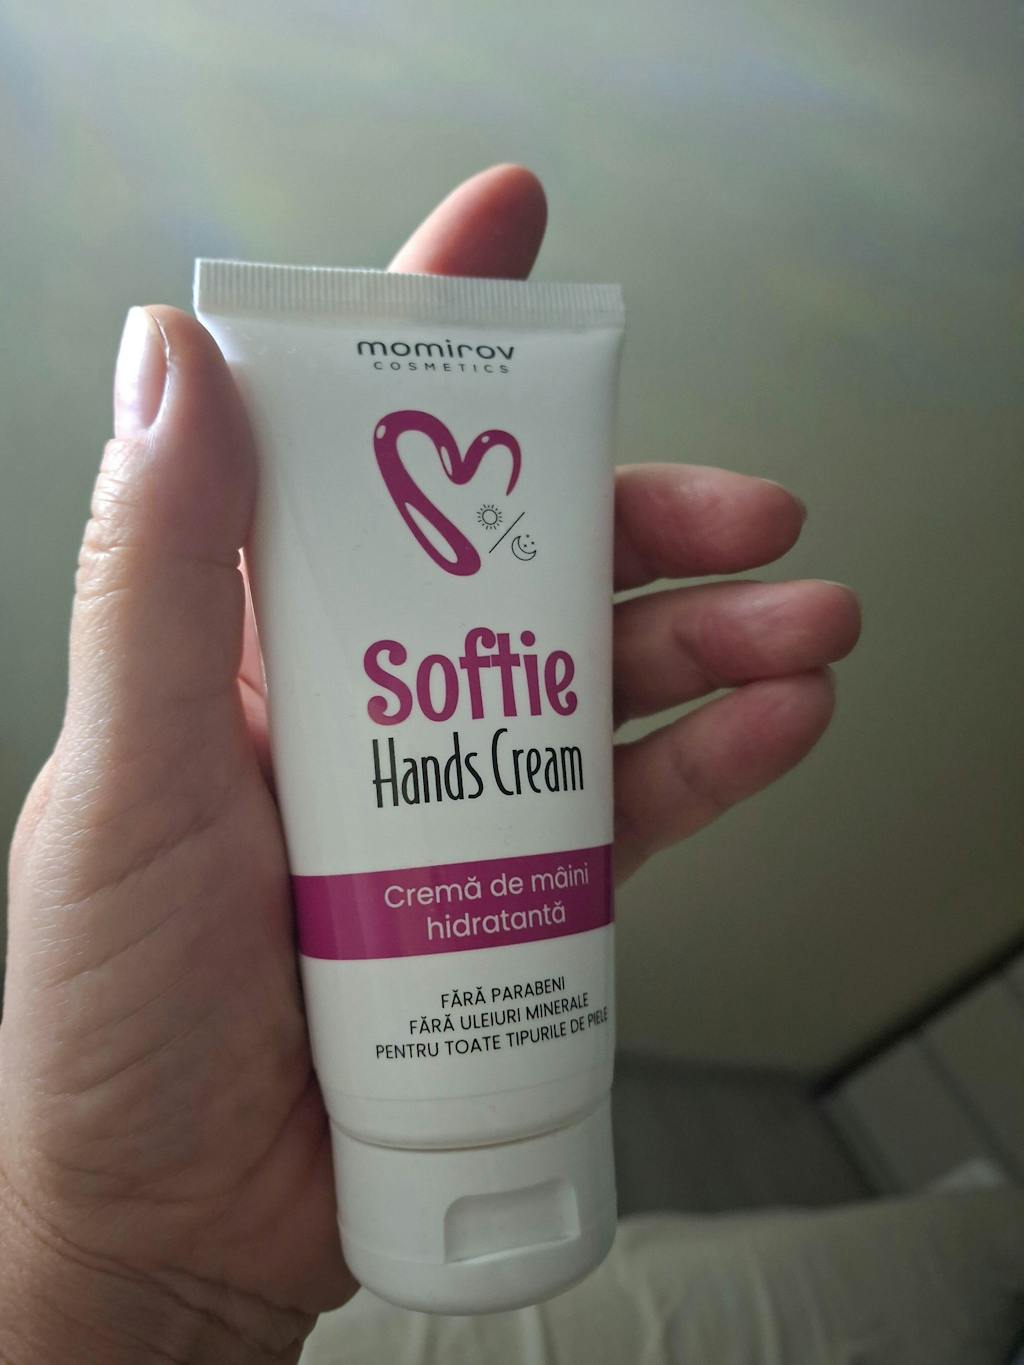 momirov
COSMETICS
Softie
Hands Cream
Cremă de mâini
hidratantă
FĂRĂ PARABENI
FĂRĂ ULEIURI MINERALE
PENTRU TOATE TIPURILE DE PIELE